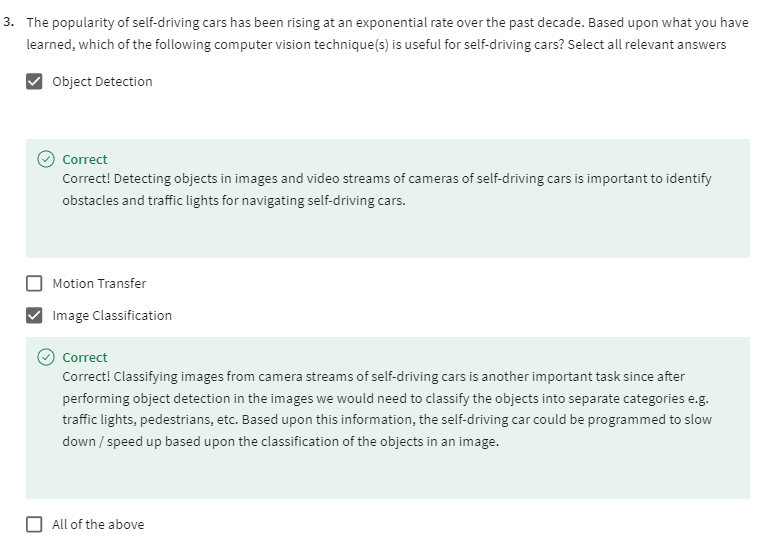 3. The popularity of self-driving cars has been rising at an exponential rate over the past decade. Based upon what you have
learned, which of the following computer vision technique(s) is useful for self-driving cars? Select all relevant answers
Object Detection
Correct
Correct! Detecting objects in images and video streams of cameras of self-driving cars is important to identify
obstacles and traffic lights for navigating self-driving cars.
Motion Transfer
Image Classification
Correct
Correct! Classifying images from camera streams of self-driving cars is another important task since after
performing object detection in the images we would need to classify the objects into separate categories e.g.
traffic lights, pedestrians, etc. Based upon this information, the self-driving car could be programmed to slow
down / speed up based upon the classification of the objects in an image.
All of the above